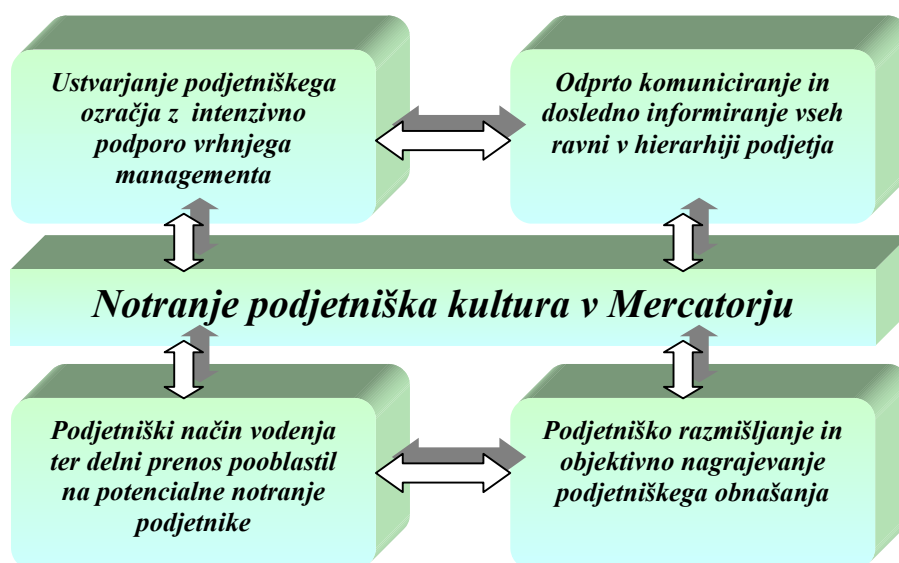 Ustvarjanje podjetniškega
ozračja z intenzivno
podporo vrhnjega
managementa
Odprto komuniciranje in
dosledno informiranje vseh
ravni v hierarhiji podjetja
Notranje podjetniška kultura v Mercatorju
Podjetniški način vodenja
ter delni prenos pooblastil
na potencialne notranje
podjetnike
Podjetniško razmišljanje in
objektivno nagrajevanje
podjetniškega obnašanja